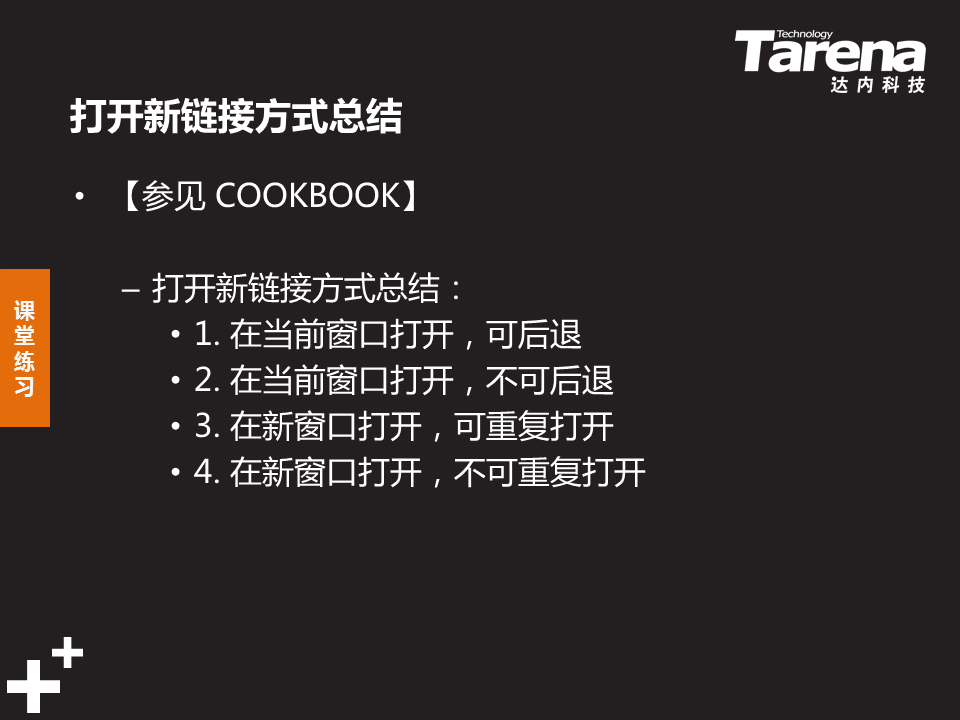 Technology
Tarena
达内科技
打开新链接方式总结
• 【参见 COOKBOOK】
– 打开新链接方式总结：
• 1. 在当前窗口打开，可后退
• 2. 在当前窗口打开，不可后退
• 3. 在新窗口打开，可重复打开
• 4. 在新窗口打开，不可重复打开
课
堂
练
习